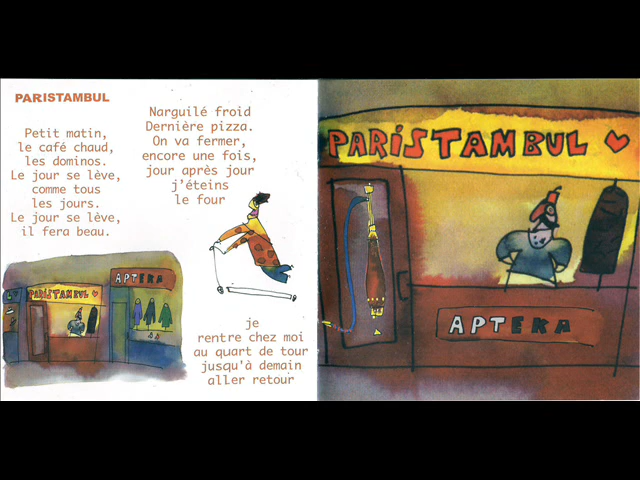 PARISTAMBUL
Petit matin,
le café chaud,
les dominos.
Le jour se lève,
comme tous
les jours.
Le jour se lève,
il fera beau.
Narguilé froid
Dernière pizza.
On va fermer,
encore une fois,
jour après jour
j'éteins
le four
PARISTAMBUL
APTEKA
je
rentre chez moi
au quart de tour
jusqu'à demain
aller retour
PARISTAMBUL
APTEKA